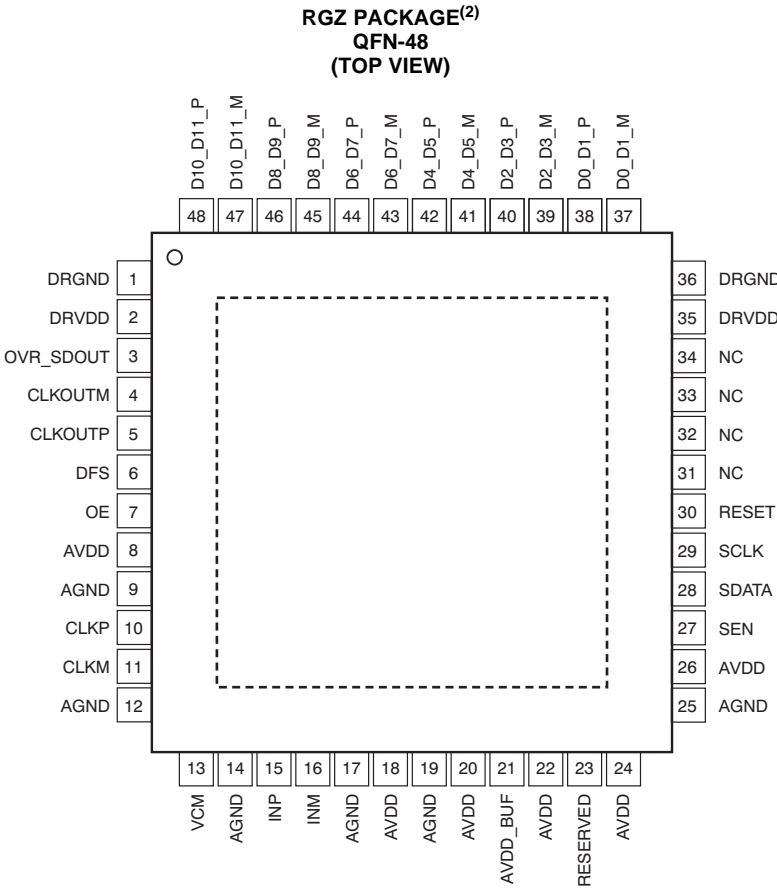 RGZ PACKAGE(2)
QFN-48
(TOP VIEW)
D10_D11_P
D10_D11_M
D8_D9_P
D8_D9_M
D6_D7_P
D6_D7_M
D4_D5_P
D4_D5_M
D2_D3_P
D2_D3_M
D0_D1_P
D0_D1_M
48 47 46 45 44 43 42 41 40 39 38 37
DRGND 1
DRVDD 2
OVR_SDOUT 3
CLKOUTM 4
CLKOUTP 5
DFS 6
OE 7
AVDD 8
AGND 9
CLKP 10
CLKM 11
AGND 12
36 DRGND
35 DRVDD
34 NC
33 NC
32 NC
31 NC
30 RESET
29 SCLK
28 SDATA
27 SEN
26 AVDD
25 AGND
13 14 15 16 17 18 19 20 21 22 23 24
VCM
AGND
INP
INM
AGND
AVDD
AGND
AVDD
AVDD_BUF
AVDD
RESERVED
AVDD